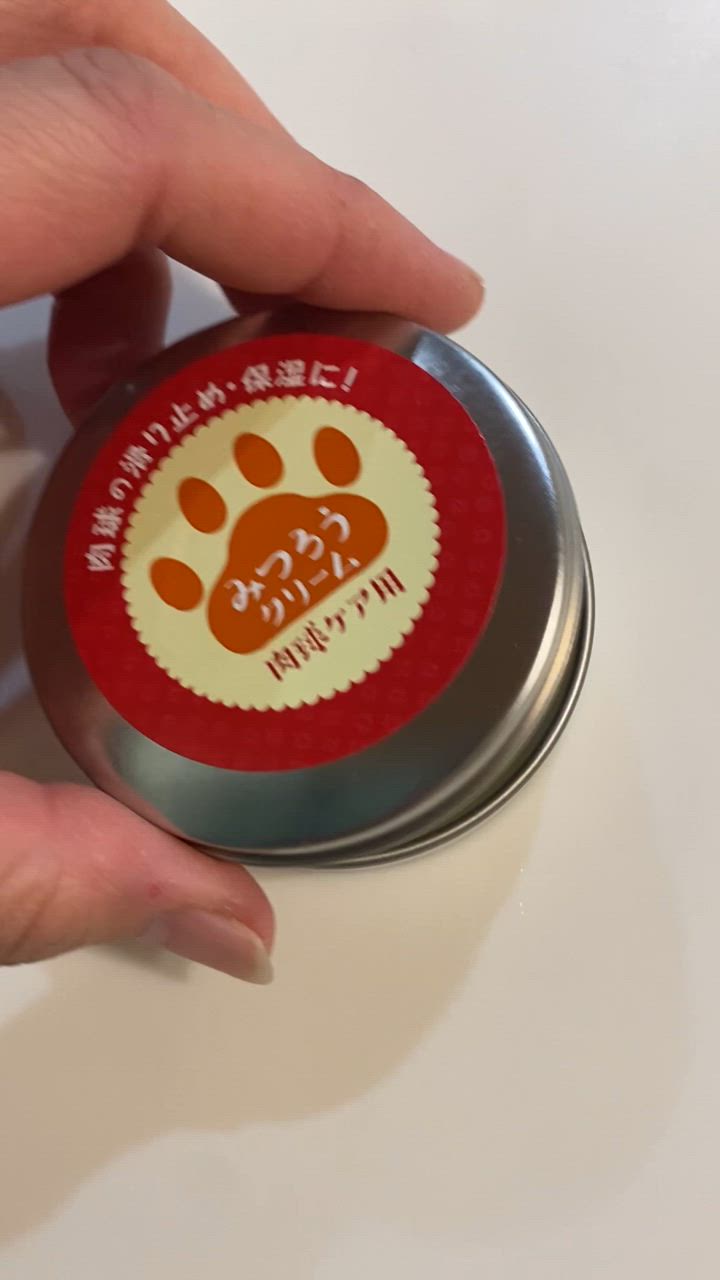 肉球の滑り止め・保湿に!
みつろう
クリーム
肉球ケア用